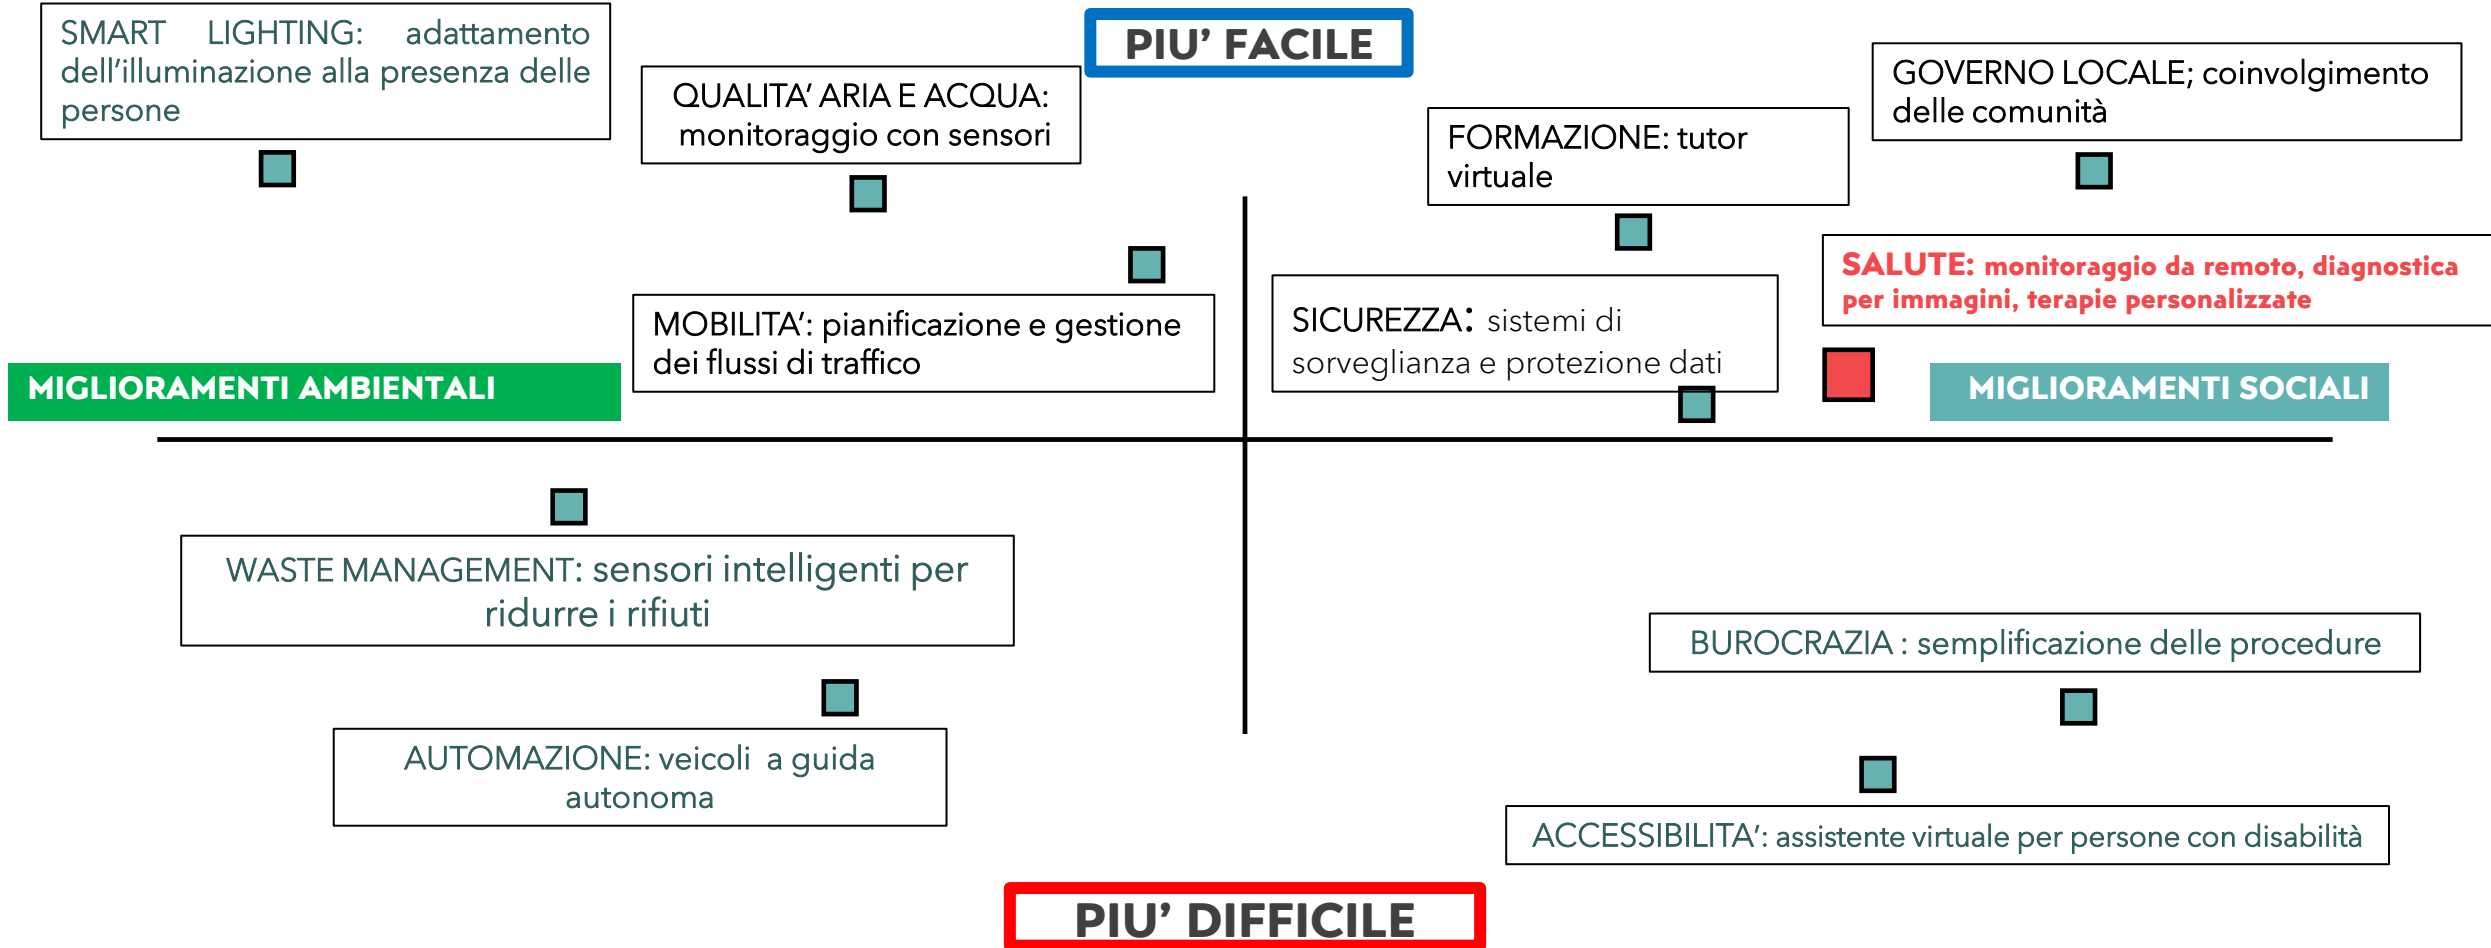 SMART LIGHTING: adattamento
dell’illuminazione alla presenza delle
persone
PIU’ FACILE
QUALITA’ ARIA E ACQUA:
monitoraggio con sensori
GOVERNO LOCALE; coinvolgimento
delle comunità
FORMAZIONE: tutor
virtuale
SALUTE: monitoraggio da remoto, diagnostica
per immagini, terapie personalizzate
MOBILITA’: pianificazione e gestione
dei flussi di traffico
SICUREZZA: sistemi di
sorveglianza e protezione dati
MIGLIORAMENTI AMBIENTALI
MIGLIORAMENTI SOCIALI
WASTE MANAGEMENT: sensori intelligenti per
ridurre i rifiuti
BUROCRAZIA : semplificazione delle procedure
AUTOMAZIONE: veicoli a guida
autonoma
ACCESSIBILITA’: assistente virtuale per persone con disabilità
PIU’ DIFFICILE